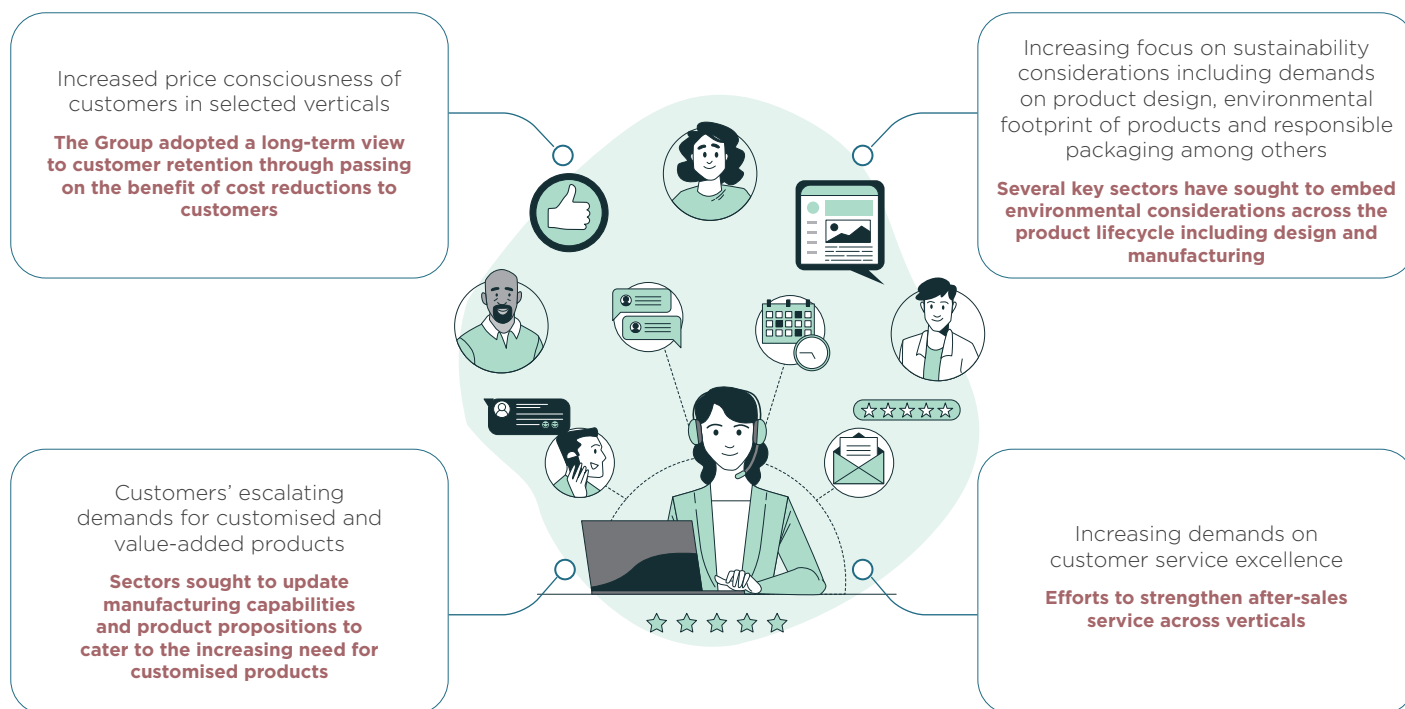 Increased price consciousness of
customers in selected verticals
The Group adopted a long-term view
to customer retention through passing
on the benefit of cost reductions to
customers
Increasing focus on sustainability
considerations including demands
on product design, environmental
footprint of products and responsible
packaging among others
Several key sectors have sought to embed
environmental considerations across the
product lifecycle including design and
manufacturing
Customers’ escalating
demands for customised and
value-added products
Sectors sought to update
manufacturing capabilities
and product propositions to
cater to the increasing need for
customised products
Increasing demands on
customer service excellence
Efforts to strengthen after-sales
service across verticals